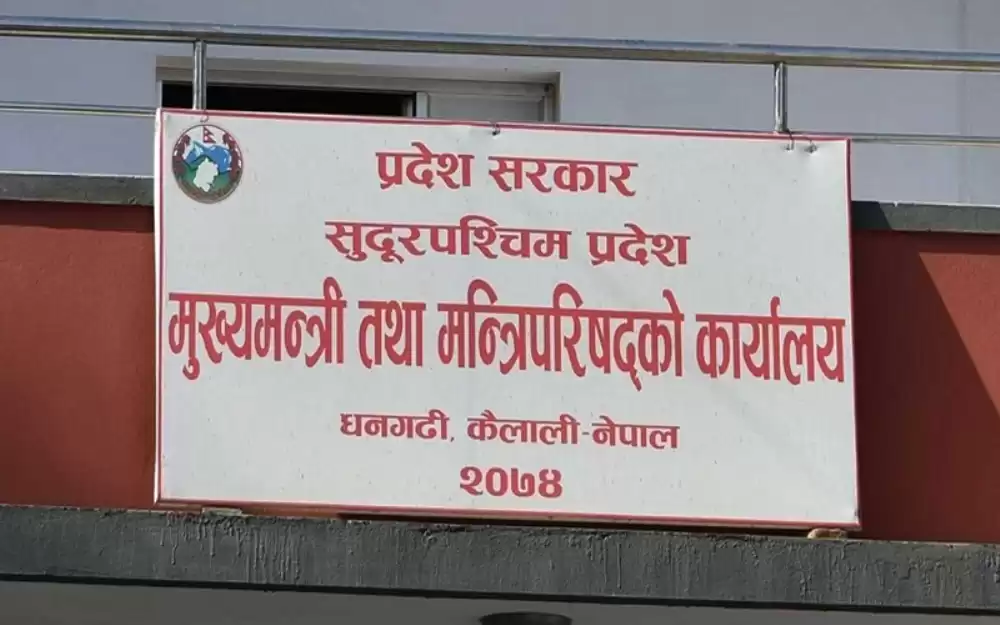 प्रदेश सरकार
सुदूरपश्चिम प्रदेश
मुख्यमन्त्री तथा मन्त्रिपरिषद्को कार्यालय
धनगढी, कैलाली-नेपाल
२०७४